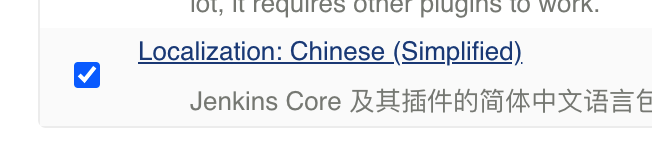 lot, it requires other plugins to work.
Localization: Chinese (Simplified)
Jenkins Core 及其插件的简体中文语言包